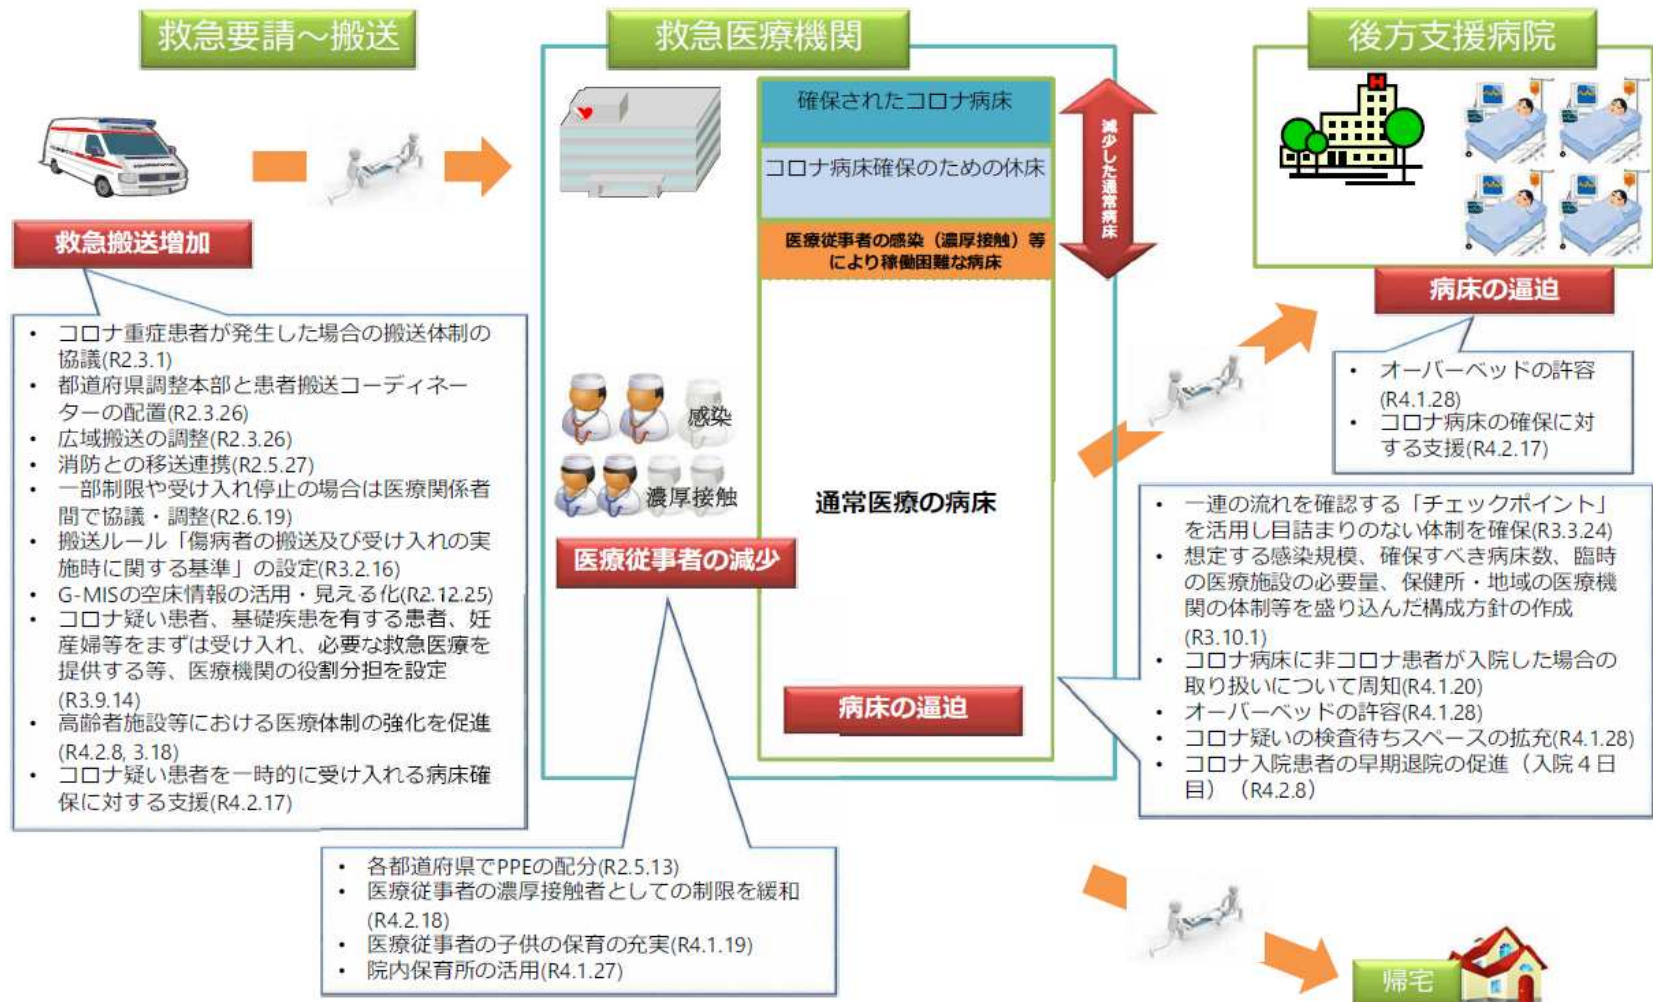 救急要請～搬送
救急搬送増加
• コロナ重症患者が発生した場合の搬送体制の
協議(R2.3.1)
• 都道府県調整本部と患者搬送コーディネー
ターの配置(R2.3.26)
• 広域搬送の調整(R2.3.26)
• 消防との移送連携(R2.5.27)
• 一部制限や受け入れ停止の場合は医療関係者
間で協議・調整(R2.6.19)
• 搬送ルール「傷病者の搬送及び受け入れの実
施時に関する基準」の設定(R3.2.16)
• G-MISの空床情報の活用・見える化(R2.12.25)
• コロナ疑い患者、基礎疾患を有する患者、妊
産婦等をまずは受け入れ、必要な救急医療を
提供する等、医療機関の役割分担を設定
(R3.9.14)
• 高齢者施設等における医療体制の強化を促進
(R4.2.8, 3.18)
• コロナ疑い患者を一時的に受け入れる病床確
保に対する支援(R4.2.17)
救急医療機関
確保されたコロナ病床
コロナ病床確保のための休床
医療従事者の感染（濃厚接触）等
により稼働困難な病床
減少した通常病床
感染
濃厚接触
通常医療の病床
医療従事者の減少
病床の逼迫
• 各都道府県でPPEの配分(R2.5.13)
• 医療従事者の濃厚接触者としての制限を緩和
(R4.2.18)
• 医療従事者の子供の保育の充実(R4.1.19)
• 院内保育所の活用(R4.1.27)
後方支援病院
H
病床の逼迫
• オーバーベッドの許容
(R4.1.28)
• コロナ病床の確保に対
する支援(R4.2.17)
• 一連の流れを確認する「チェックポイント」
を活用し目詰まりのない体制を確保(R3.3.24)
• 想定する感染規模、確保すべき病床数、臨時
の医療施設の必要量、保健所・地域の医療機
関の体制等を盛り込んだ構成方針の作成
(R3.10.1)
• コロナ病床に非コロナ患者が入院した場合の
取り扱いについて周知(R4.1.20)
• オーバーベッドの許容(R4.1.28)
• コロナ疑いの検査待ちスペースの拡充(R4.1.28)
• コロナ入院患者の早期退院の促進（入院４日
目）（R4.2.8）
帰宅